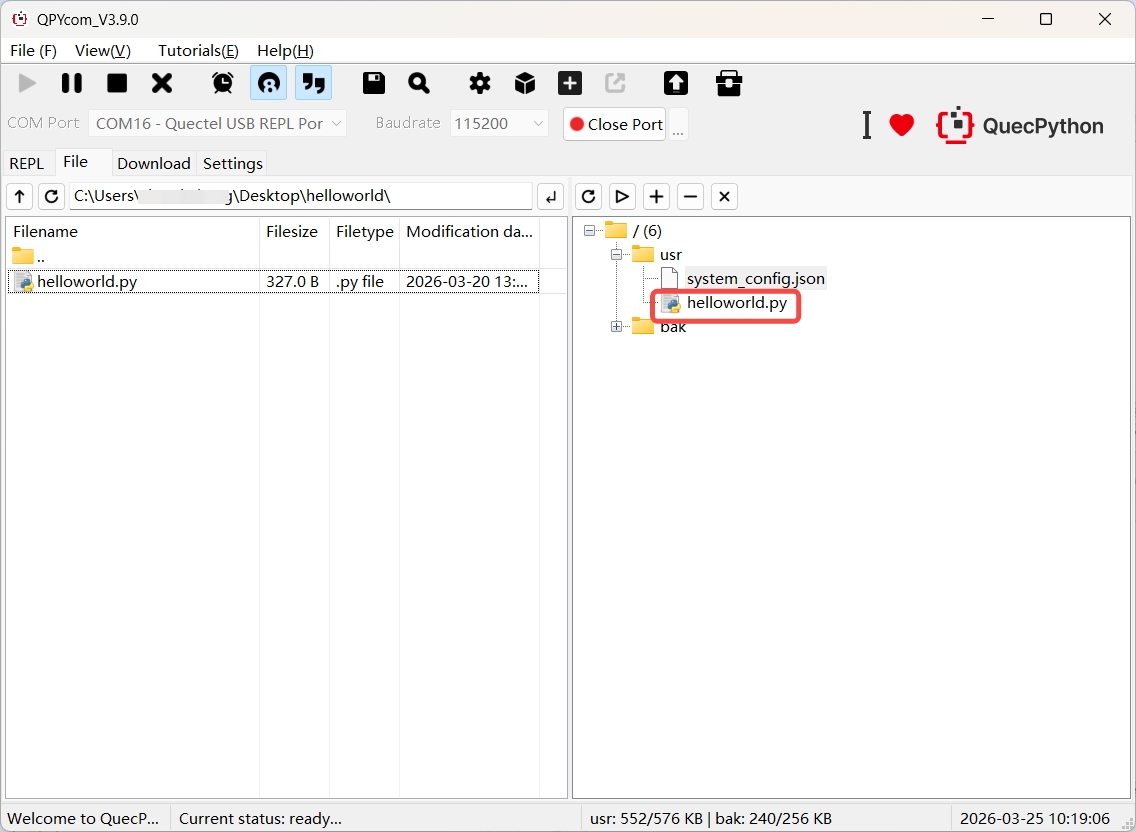 QPYcom_V3.9.0
File (F) View(V) Tutorials(E) Help(H)
COM Port COM16 - Quectel USB REPL Por Baudrate 115200 Close Port ... I QuecPython
REPL File Download Settings
C:\Users\ g\Desktop\helloworld\
Filename Filesize Filetype Modification da...
..
helloworld.py 327.0 B .py file 2026-03-20 13:...
/ (6)
usr
system_config.json
helloworld.py
bak
Welcome to QuecP... Current status: ready... usr: 552/576 KB | bak: 240/256 KB 2026-03-25 10:19:06